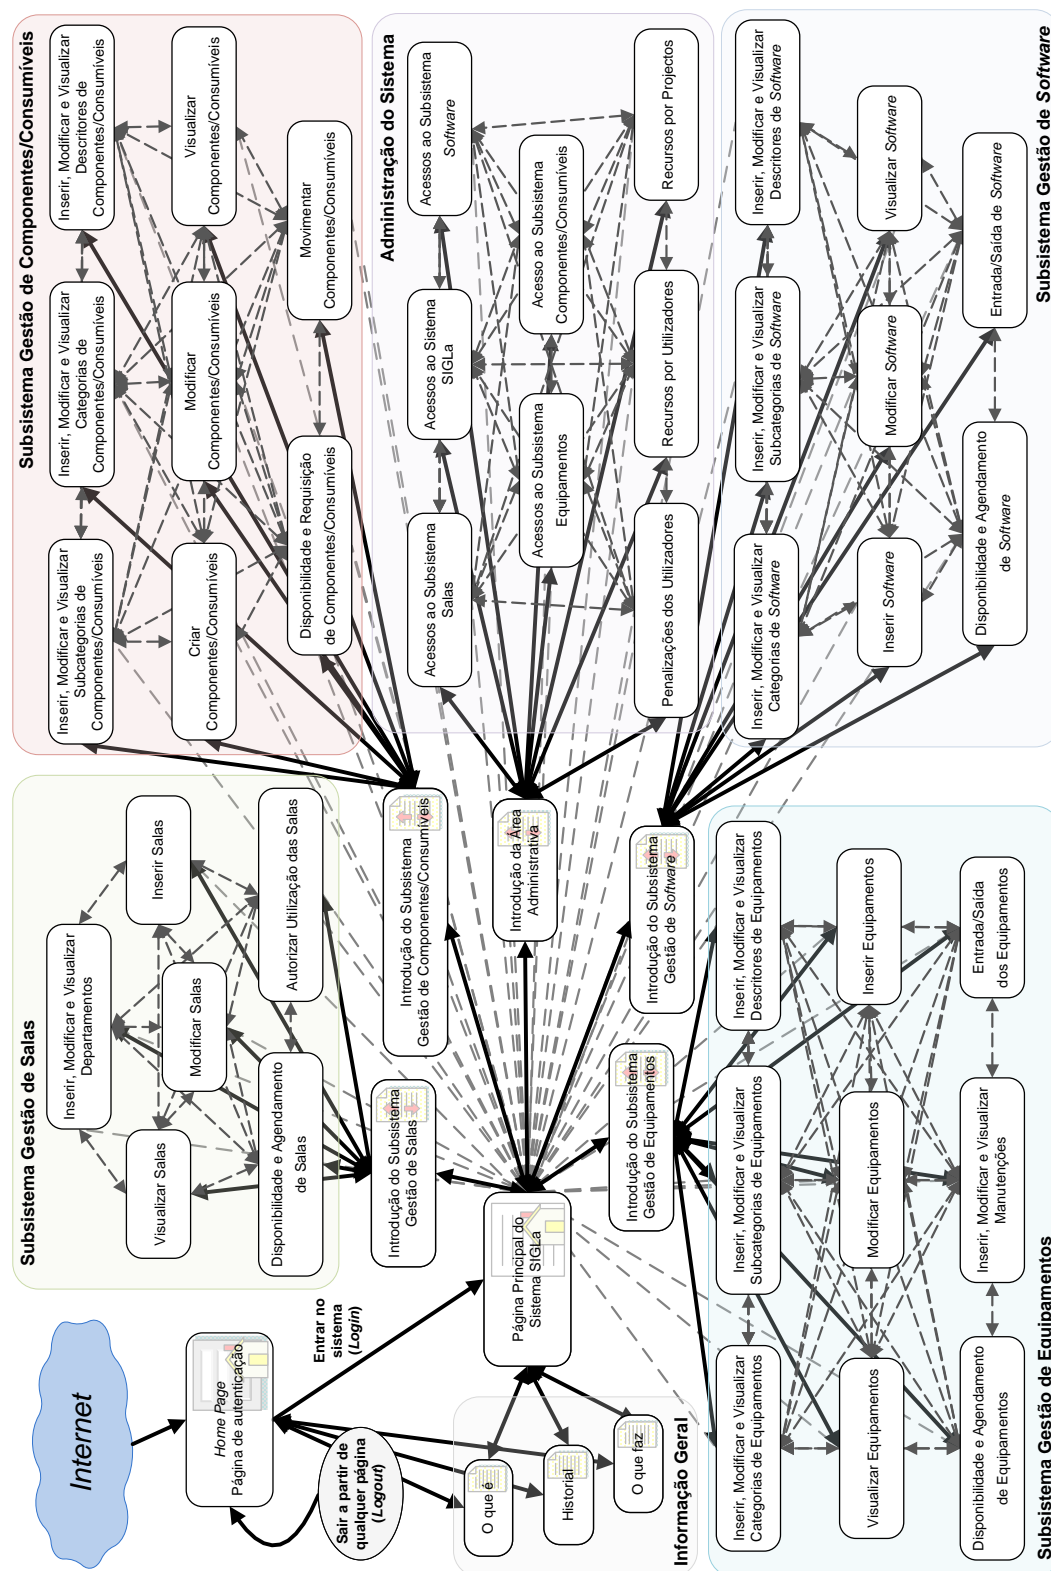 Internet
Home Page
Página de autenticação
Entrar no
sistema
(Login)
Sair a partir de
qualquer página
(Logout)
Informação Geral
O que é
Historial
O que faz
Página Principal do
Sistema SIGLa
Subsistema Gestão de Salas
Inserir, Modificar e Visualizar
Departamentos
Visualizar Salas
Modificar Salas
Inserir Salas
Disponibilidade e Agendamento
de Salas
Autorizar Utilização das Salas
Introdução do Subsistema
Gestão de Salas
Introdução do Subsistema
Gestão de Componentes/Consumíveis
Introdução da Área
Administrativa
Introdução do Subsistema
Gestão de Software
Introdução do Subsistema
Gestão de Equipamentos
Subsistema Gestão de Componentes/Consumíveis
Inserir, Modificar e Visualizar
Subcategorias de
Componentes/Consumíveis
Inserir, Modificar e Visualizar
Categorias de
Componentes/Consumíveis
Inserir, Modificar e Visualizar
Descritores de
Componentes/Consumíveis
Criar
Componentes/Consumíveis
Modificar
Componentes/Consumíveis
Visualizar
Componentes/Consumíveis
Disponibilidade e Requisição
de Componentes/Consumíveis
Movimentar
Componentes/Consumíveis
Administração do Sistema
Acessos ao Subsistema
Salas
Acessos ao Sistema
SIGLa
Acessos ao Subsistema
Software
Acessos ao Subsistema
Equipamentos
Acesso ao Subsistema
Componentes/Consumíveis
Penalizações dos Utilizadores
Recursos por Utilizadores
Recursos por Projectos
Subsistema Gestão de Software
Inserir, Modificar e Visualizar
Categorias de Software
Inserir, Modificar e Visualizar
Subcategorias de Software
Inserir, Modificar e Visualizar
Descritores de Software
Inserir Software
Modificar Software
Visualizar Software
Disponibilidade e Agendamento
de Software
Entrada/Saída de Software
Subsistema Gestão de Equipamentos
Inserir, Modificar e Visualizar
Categorias de Equipamentos
Inserir, Modificar e Visualizar
Subcategorias de Equipamentos
Inserir, Modificar e Visualizar
Descritores de Equipamentos
Visualizar Equipamentos
Modificar Equipamentos
Inserir Equipamentos
Disponibilidade e Agendamento
de Equipamentos
Inserir, Modificar e Visualizar
Manutenções
Entrada/Saída
dos Equipamentos